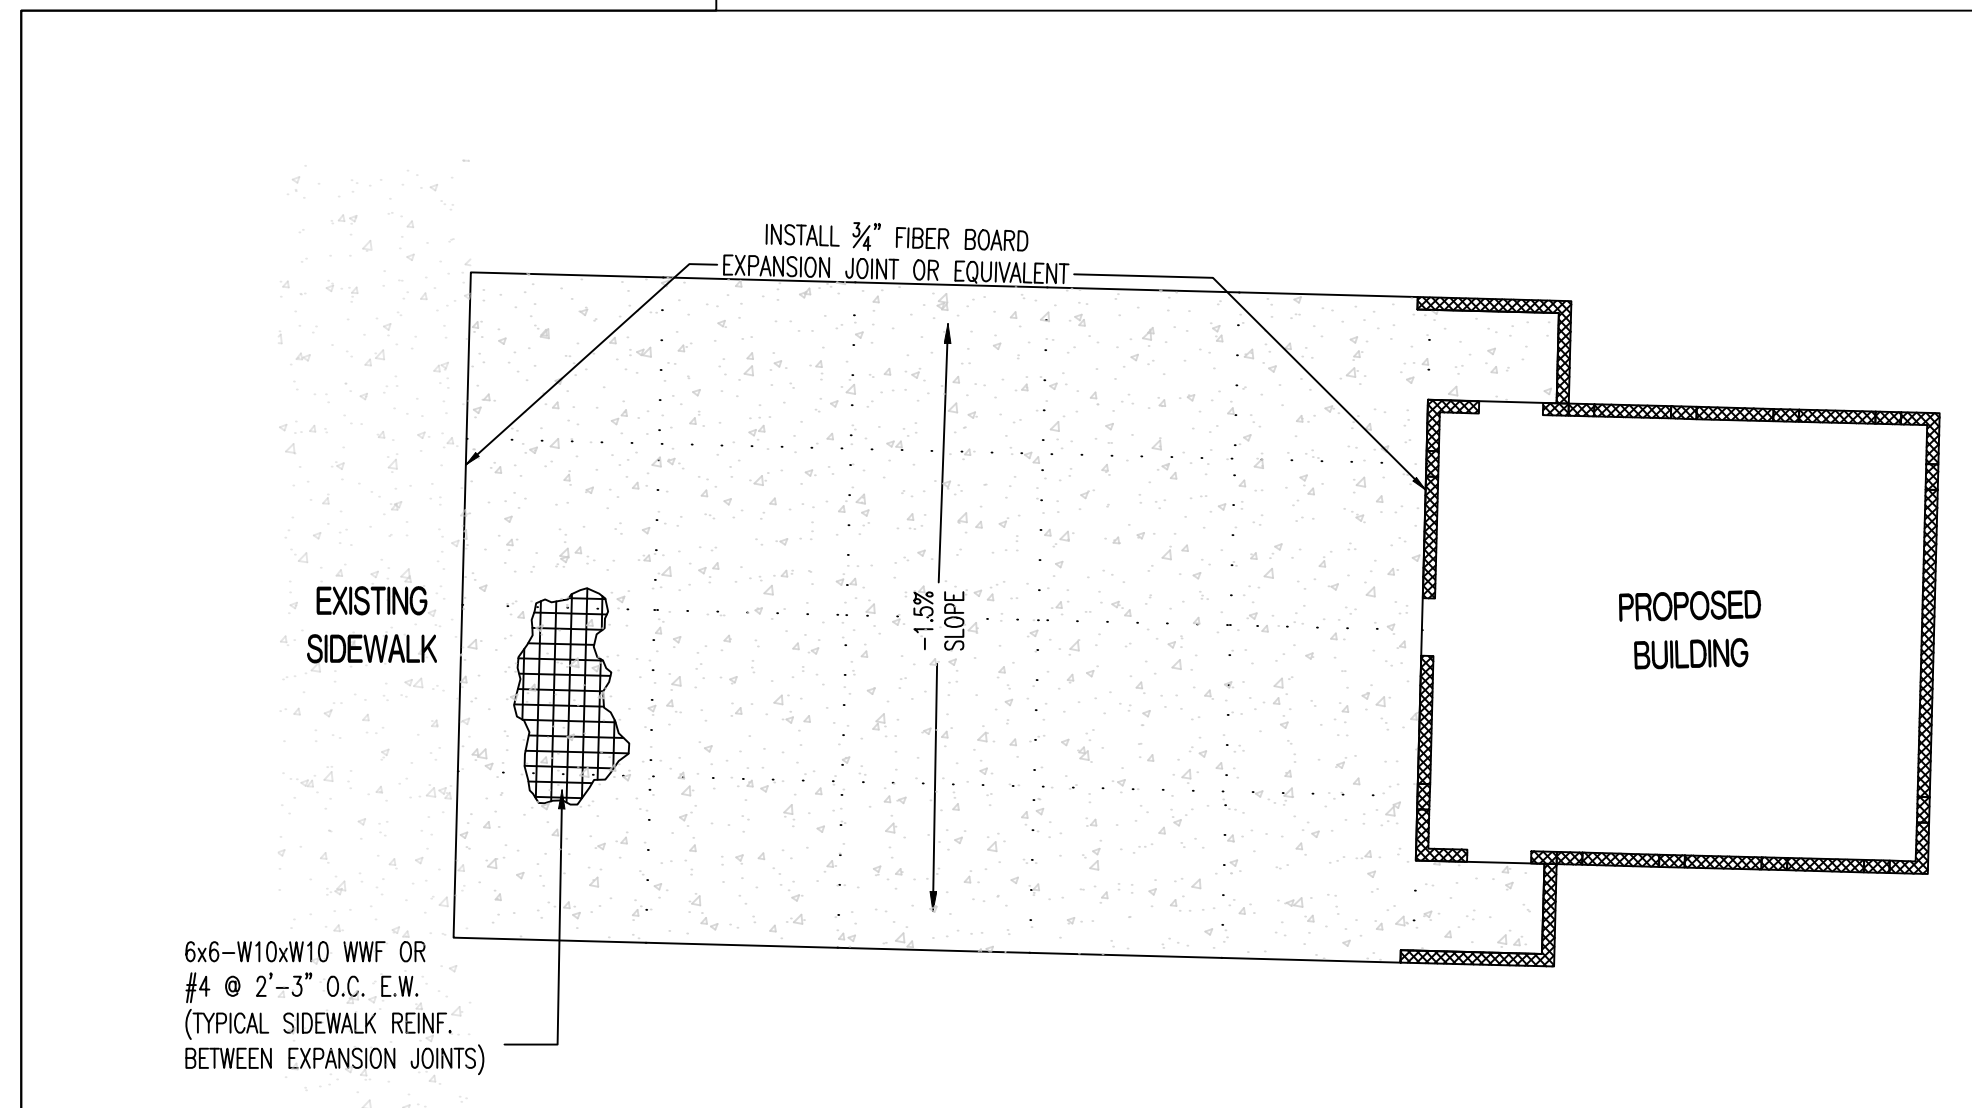 INSTALL ¾" FIBER BOARD
EXPANSION JOINT OR EQUIVALENT
-1.5%
SLOPE
EXISTING
SIDEWALK
PROPOSED
BUILDING
6x6-W10xW10 WWF OR
#4 @ 2'-3" O.C. E.W.
(TYPICAL SIDEWALK REINF.
BETWEEN EXPANSION JOINTS)